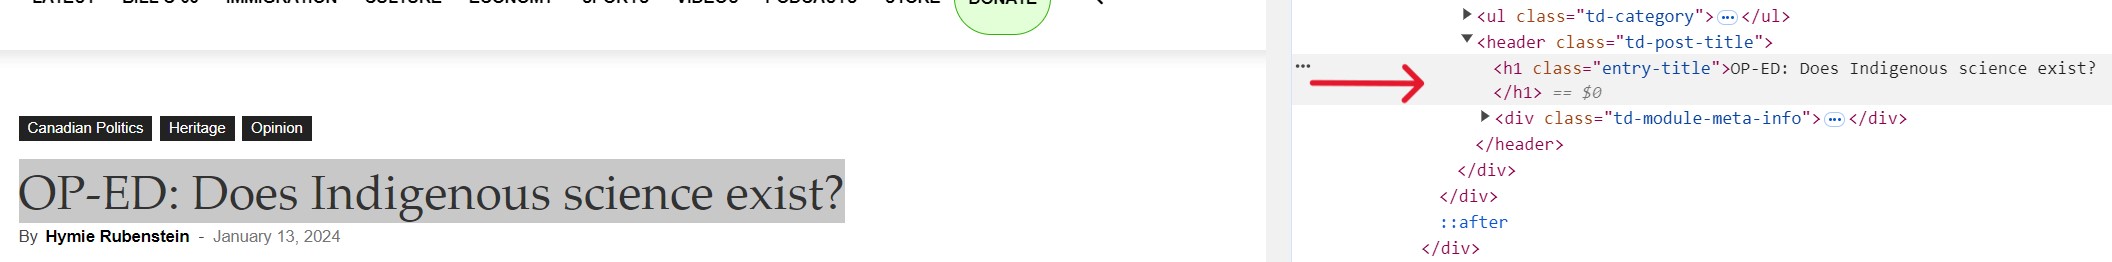 LATEST BILL'S 63 IMMIGRATION CULTURE ECONOMY SPORTS VIDEOS PODCASTS STORE DONATE
Canadian Politics Heritage Opinion
OP-ED: Does Indigenous science exist?
By Hymie Rubenstein - January 13, 2024
<ul class="td-category">…</ul>
<header class="td-post-title">
<h1 class="entry-title">OP-ED: Does Indigenous science exist?
</h1> == $0
<div class="td-module-meta-info">…</div>
</header>
</div>
</div>
::after
</div>